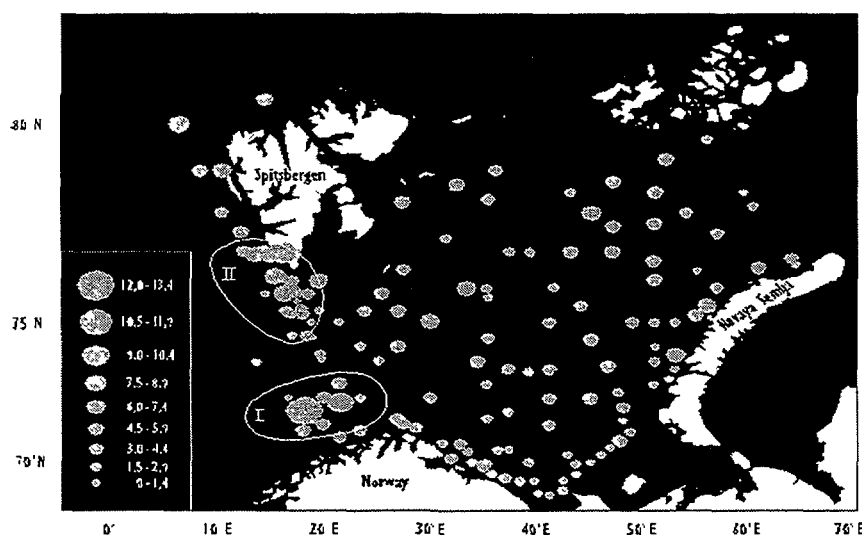 80 N
Spitsbergen
II
12,0-13,4
10,5-11,9
9,0-10,4
7,5-8,9
6,0-7,4
4,5-5,9
3,0-4,4
1,5-2,9
0-1,4
75 N
Novaya Zemlya
I
70°N
Norway
0° 10 E 20°E 30°E 40°E 50°E 60°E 70°E